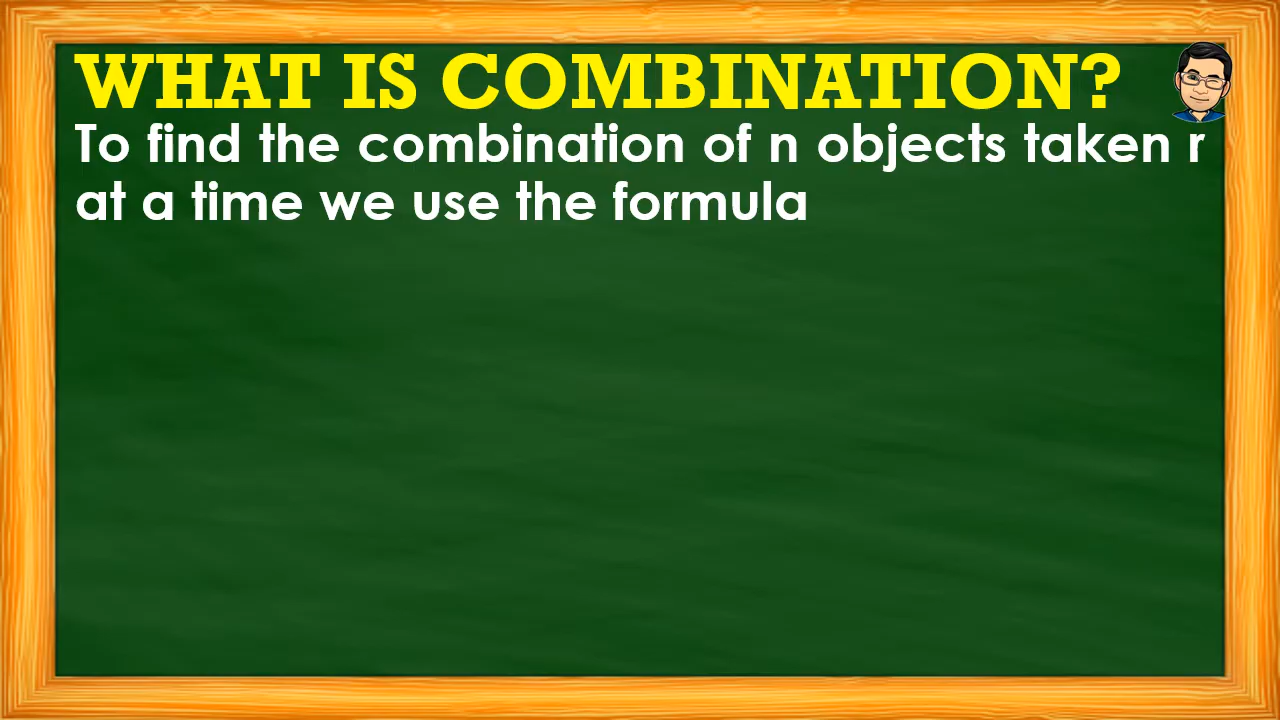 WHAT IS COMBINATION?
To find the combination of n objects taken r
at a time we use the formula